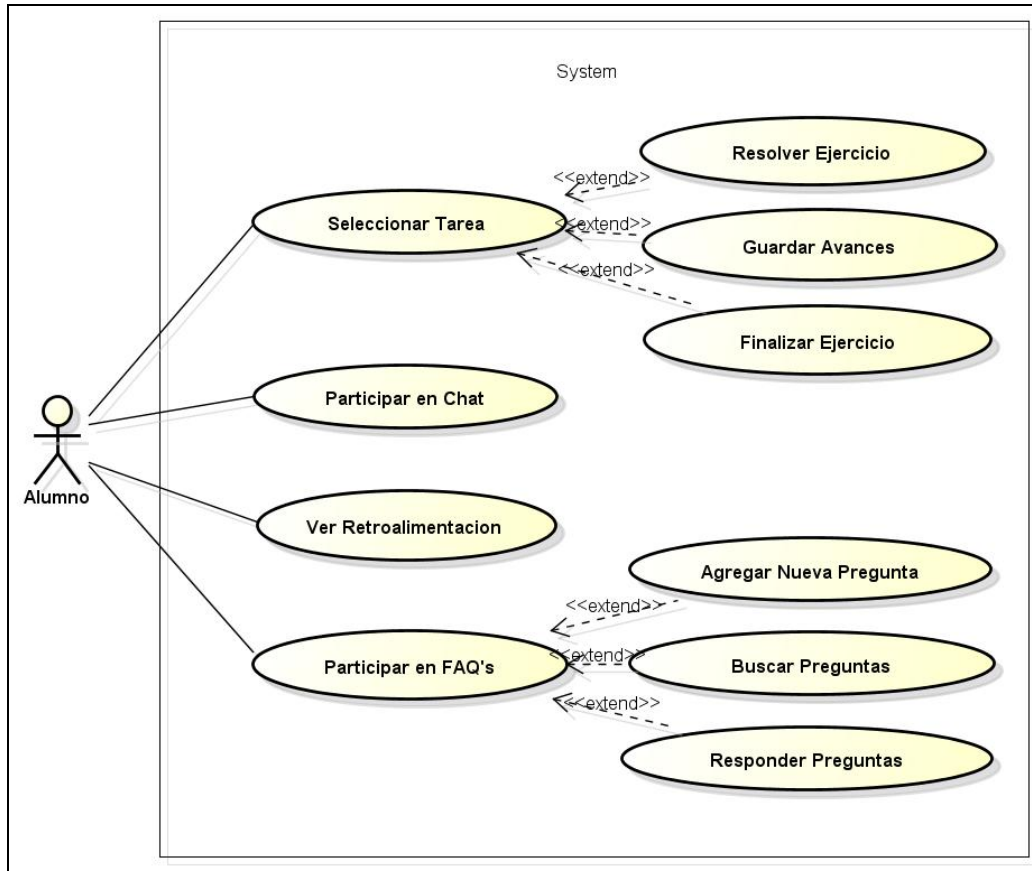 System
Resolver Ejercicio
<<extend>>
Seleccionar Tarea
<<extend>>
Guardar Avances
<<extend>>
Finalizar Ejercicio
Participar en Chat
Alumno
Ver Retroalimentacion
Agregar Nueva Pregunta
<<extend>>
Participar en FAQ's
<<extend>>
Buscar Preguntas
<<extend>>
Responder Preguntas